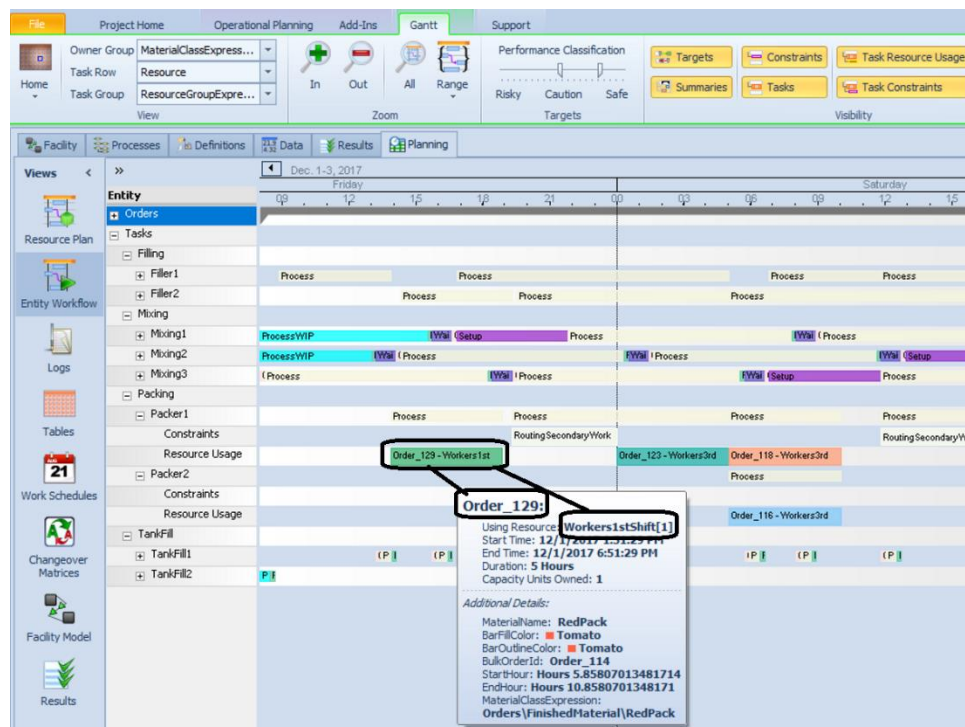 File Project Home Operational Planning Add-Ins Gantt Support
Owner Group MaterialClassExpress...
Task Row Resource
Task Group ResourceGroupExpre...
Home
View
In Out All Range
Zoom
Performance Classification
Risky Caution Safe
Targets
Targets Constraints Task Resource Usage
Summaries Tasks Task Constraints
Visibility
Facility Processes Definitions Data Results Planning
Views < »
Dec. 1-3, 2017
Friday Saturday
Entity 09 12 15 18 21 00 03 06 09 12 15
Orders
Tasks
Filling
Filler1 Process Process Process Process
Filler2 Process Process Process
Mixing
Mixing1 ProcessWIP Setup Process Process
Mixing2 ProcessWIP Process Process Setup
Mixing3 Process Process Setup Process
Packing
Packer1 Process Process Process Process
Constraints RoutingSecondaryWork RoutingSecondaryW
Resource Usage Order_129 - Workers1st Order_123 - Workers3rd Order_118 - Workers3rd
Packer2 Process
Constraints
Resource Usage Order_116 - Workers3rd
TankFill
TankFill1 (P (P (P (P (P
TankFill2 P
Resource Plan
Entity Workflow
Logs
Tables
21
Work Schedules
Changeover
Matrices
Facility Model
Results
Order_129:
Using Resource: Workers1stShift[1]
Start Time: 12/1/2017 1:51:29 PM
End Time: 12/1/2017 6:51:29 PM
Duration: 5 Hours
Capacity Units Owned: 1
Additional Details:
MaterialName: RedPack
BarFillColor: Tomato
BarOutlineColor: Tomato
BulkOrderId: Order_114
StartHour: Hours 5.85807013481714
EndHour: Hours 10.8580701348171
MaterialClassExpression:
Orders\FinishedMaterial\RedPack